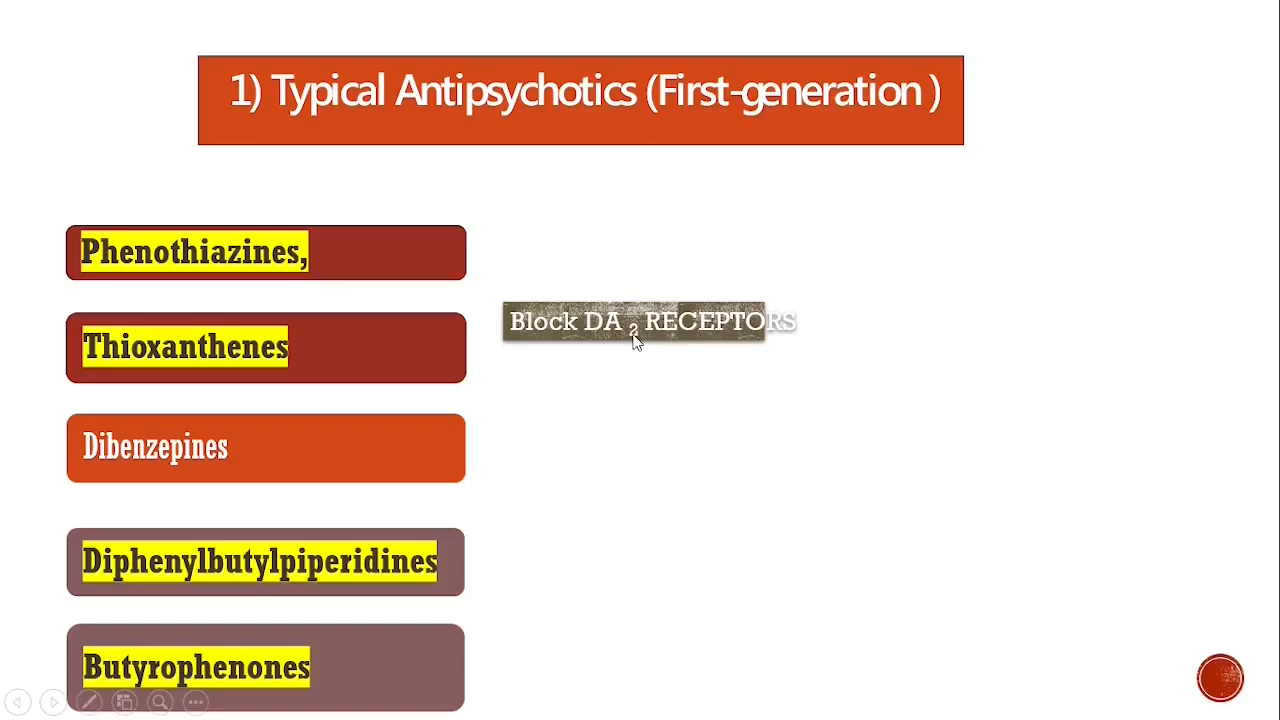 1) Typical Antipsychotics (First-generation )
Phenothiazines,
Block DA 2 RECEPTORS
Thioxanthenes
Dibenzepines
Diphenylbutylpiperidines
Butyrophenones